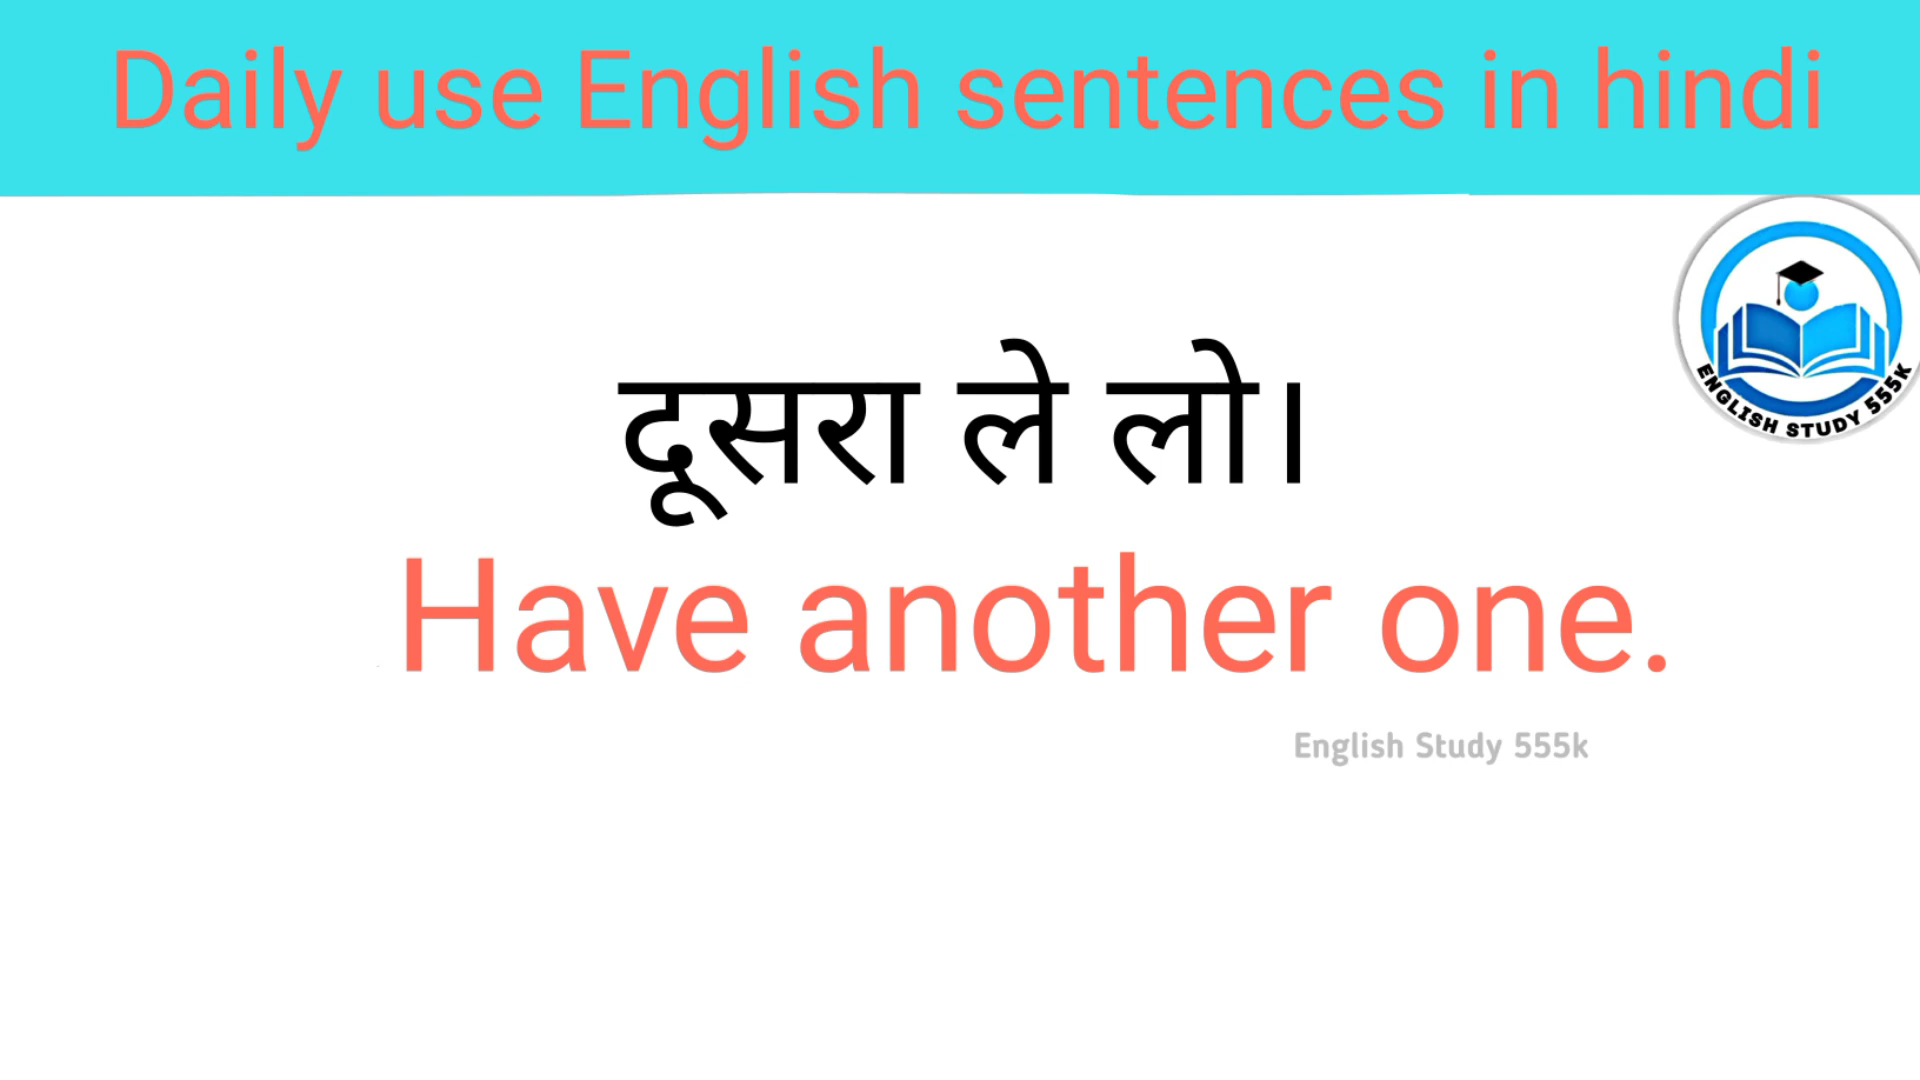 Daily use English sentences in hindi
ENGLISH STUDY 555K
दूसरा ले लो।
Have another one.
English Study 555k